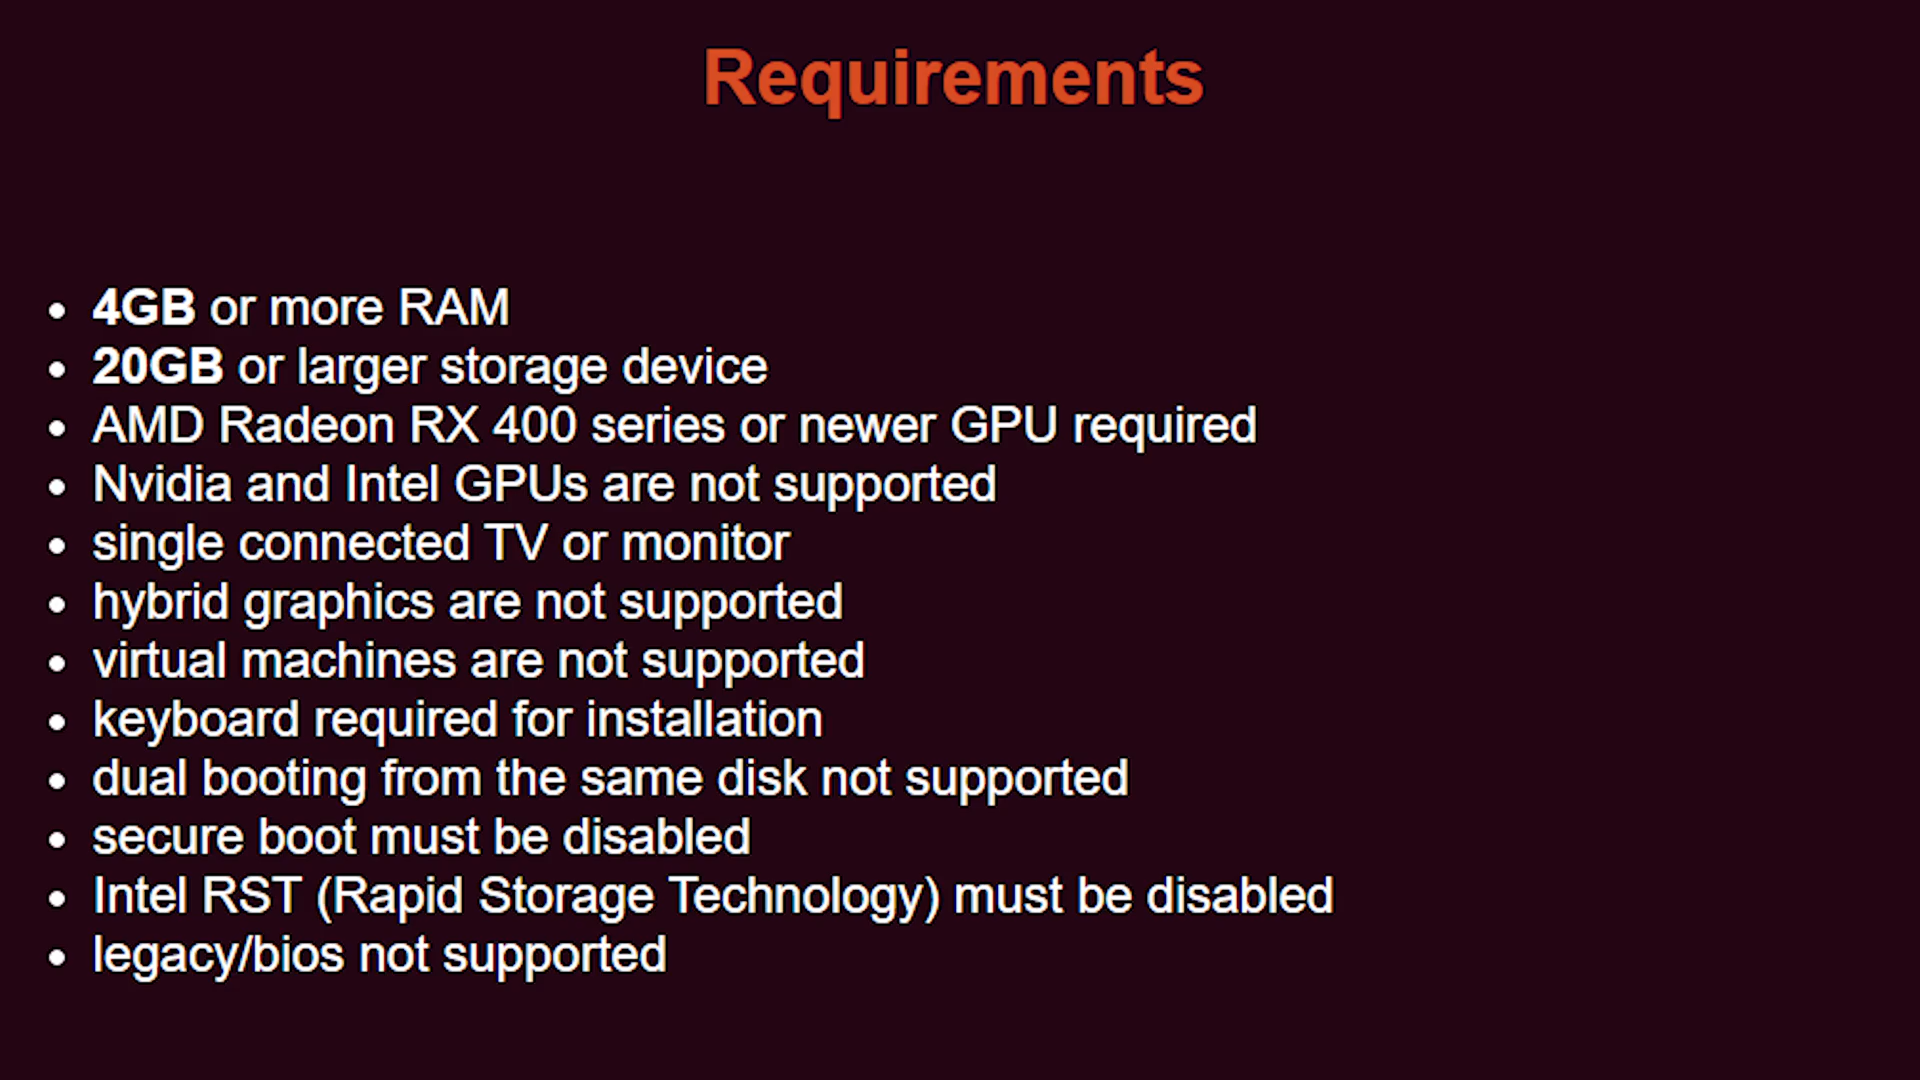 Requirements
4GB or more RAM
20GB or larger storage device
AMD Radeon RX 400 series or newer GPU required
Nvidia and Intel GPUs are not supported
single connected TV or monitor
hybrid graphics are not supported
virtual machines are not supported
keyboard required for installation
dual booting from the same disk not supported
secure boot must be disabled
Intel RST (Rapid Storage Technology) must be disabled
legacy/bios not supported